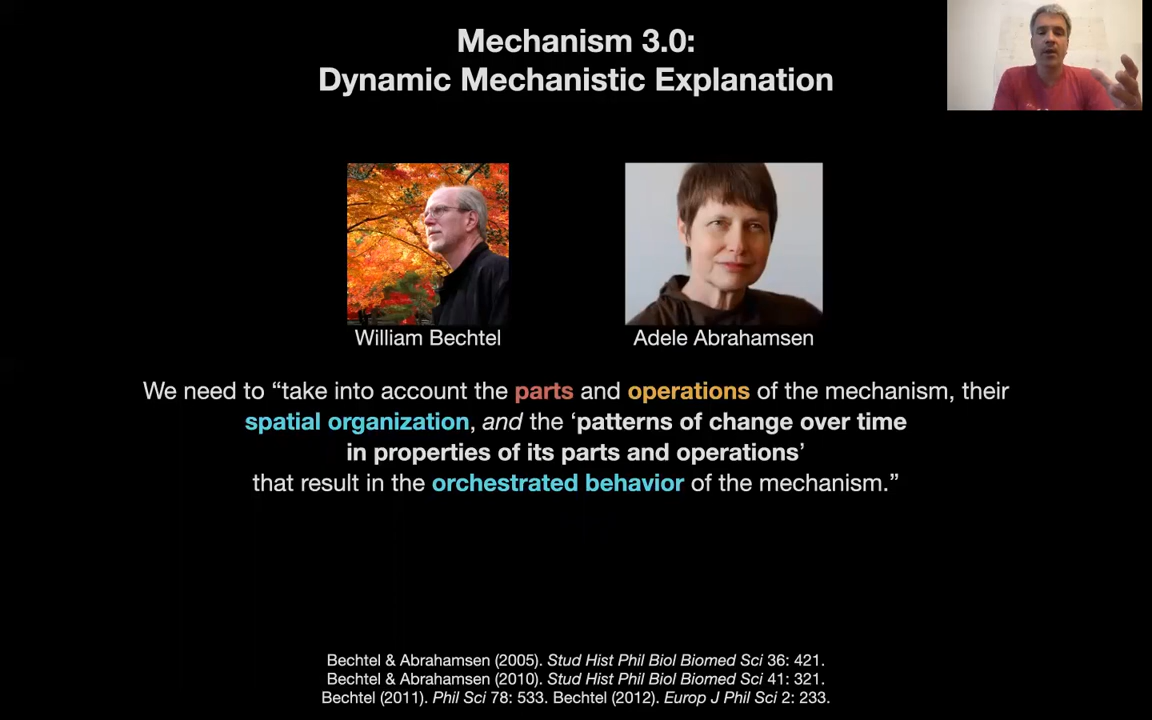 Mechanism 3.0:
Dynamic Mechanistic Explanation
William Bechtel
Adele Abrahamsen
We need to “take into account the parts and operations of the mechanism, their
spatial organization, and the ‘patterns of change over time
in properties of its parts and operations’
that result in the orchestrated behavior of the mechanism.”
Bechtel & Abrahamsen (2005). Stud Hist Phil Biol Biomed Sci 36: 421.
Bechtel & Abrahamsen (2010). Stud Hist Phil Biol Biomed Sci 41: 321.
Bechtel (2011). Phil Sci 78: 533. Bechtel (2012). Europ J Phil Sci 2: 233.